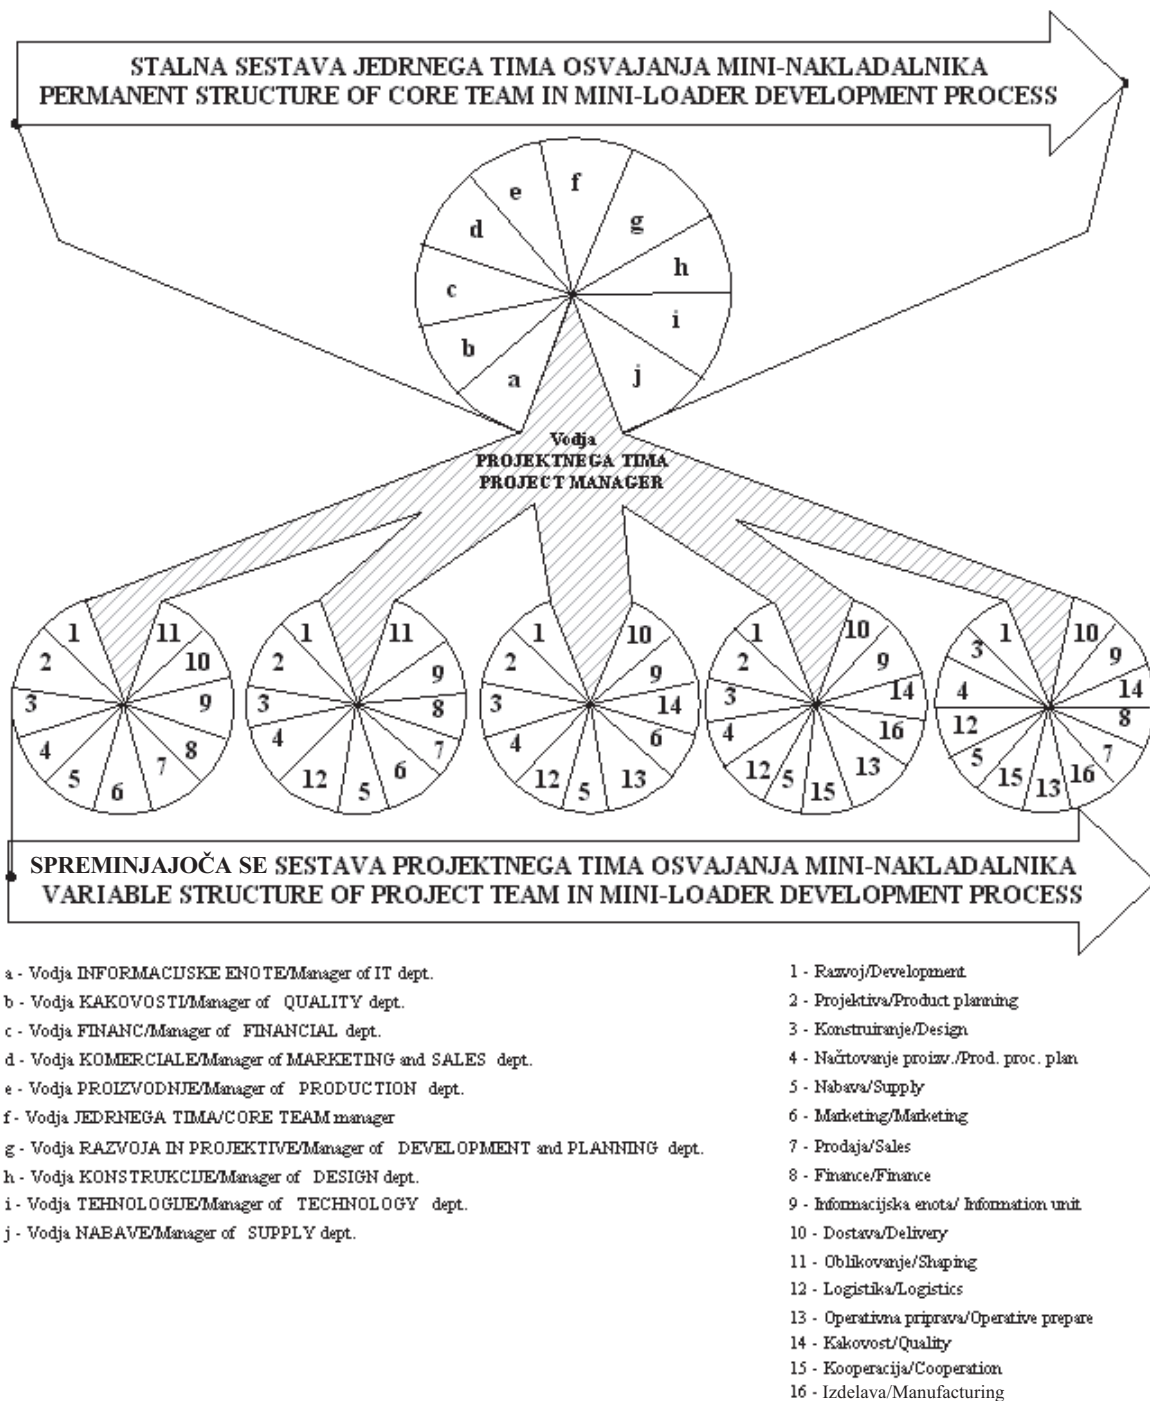 STALNA SESTAVA JEDRNEGA TIMA OSVAJANJA MINI-NAKLADALNIKA
PERMANENT STRUCTURE OF CORE TEAM IN MINI-LOADER DEVELOPMENT PROCESS
e
f
g
d
h
c
i
b
a
j
Vodja
PROJEKTNEGA TIMA
PROJECT MANAGER
1
2
3
4
5
6
7
8
9
10
11
1
2
3
4
12
5
6
7
8
9
11
1
2
3
4
12
5
13
6
14
9
10
1
2
3
4
12
5
15
13
16
14
9
10
1
3
4
12
5
15
13
16
7
8
14
9
10
SPREMINJAJOČA SE SESTAVA PROJEKTNEGA TIMA OSVAJANJA MINI-NAKLADALNIKA
VARIABLE STRUCTURE OF PROJECT TEAM IN MINI-LOADER DEVELOPMENT PROCESS
a - Vodja INFORMACIJSKE ENOTE/Manager of IT dept.
b - Vodja KAKOVOSTI/Manager of QUALITY dept.
c - Vodja FINANC/Manager of FINANCIAL dept.
d - Vodja KOMERCIALE/Manager of MARKETING and SALES dept.
e - Vodja PROIZVODNJE/Manager of PRODUCTION dept.
f - Vodja JEDRNEGA TIMA/CORE TEAM manager
g - Vodja RAZVOJA IN PROJEKTIVE/Manager of DEVELOPMENT and PLANNING dept.
h - Vodja KONSTRUKCIJE/Manager of DESIGN dept.
i - Vodja TEHNOLOGIJE/Manager of TECHNOLOGY dept.
j - Vodja NABAVE/Manager of SUPPLY dept.
1 - Razvoj/Development
2 - Projektiva/Product planning
3 - Konstruiranje/Design
4 - Načrtovanje proizv./Prod. proc. plan
5 - Nabava/Supply
6 - Marketing/Marketing
7 - Prodaja/Sales
8 - Finance/Finance
9 - Informacijska enota/ Information unit
10 - Dostava/Delivery
11 - Oblikovanje/Shaping
12 - Logistika/Logistics
13 - Operativna priprava/Operative prepare
14 - Kakovost/Quality
15 - Kooperacija/Cooperation
16 - Izdelava/Manufacturing